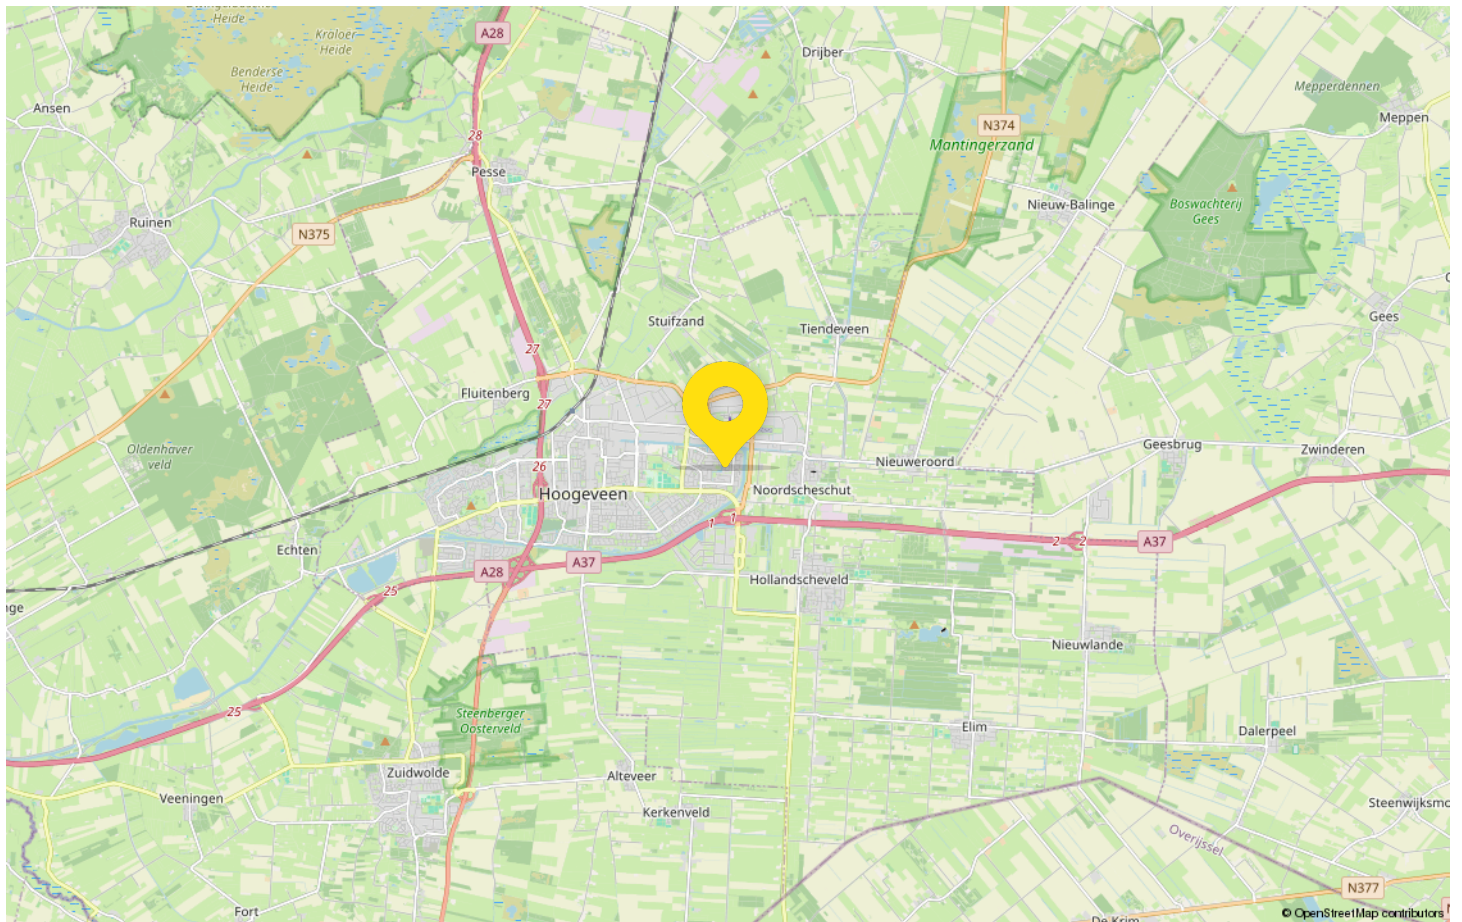 Heide
Kraloer
Heide
A28
Drijber
Benderse
Heide
Mepperdennen
Ansen
Meppen
N374
28
Mantingerzand
Pesse
Ruinen
Nieuw-Balinge
Boswachterij
Gees
N375
Stuifzand
Tiendeveen
Gees
27
Fluitenberg
27
Geesbrug
Oldenhaver
veld
Zwinderen
26
Nieuweroord
Hoogeveen
Noordscheschut
1
1
Echten
2
2
A37
A37
A28
Hollandscheveld
25
nge
Nieuwlande
25
Steenberger
Oosterveld
Elim
Dalerpeel
Zuidwolde
Alteveer
Veeningen
Kerkenveld
Steenwijksmo
Overijssel
N377
Fort
De Krim
© OpenStreetMap contributors